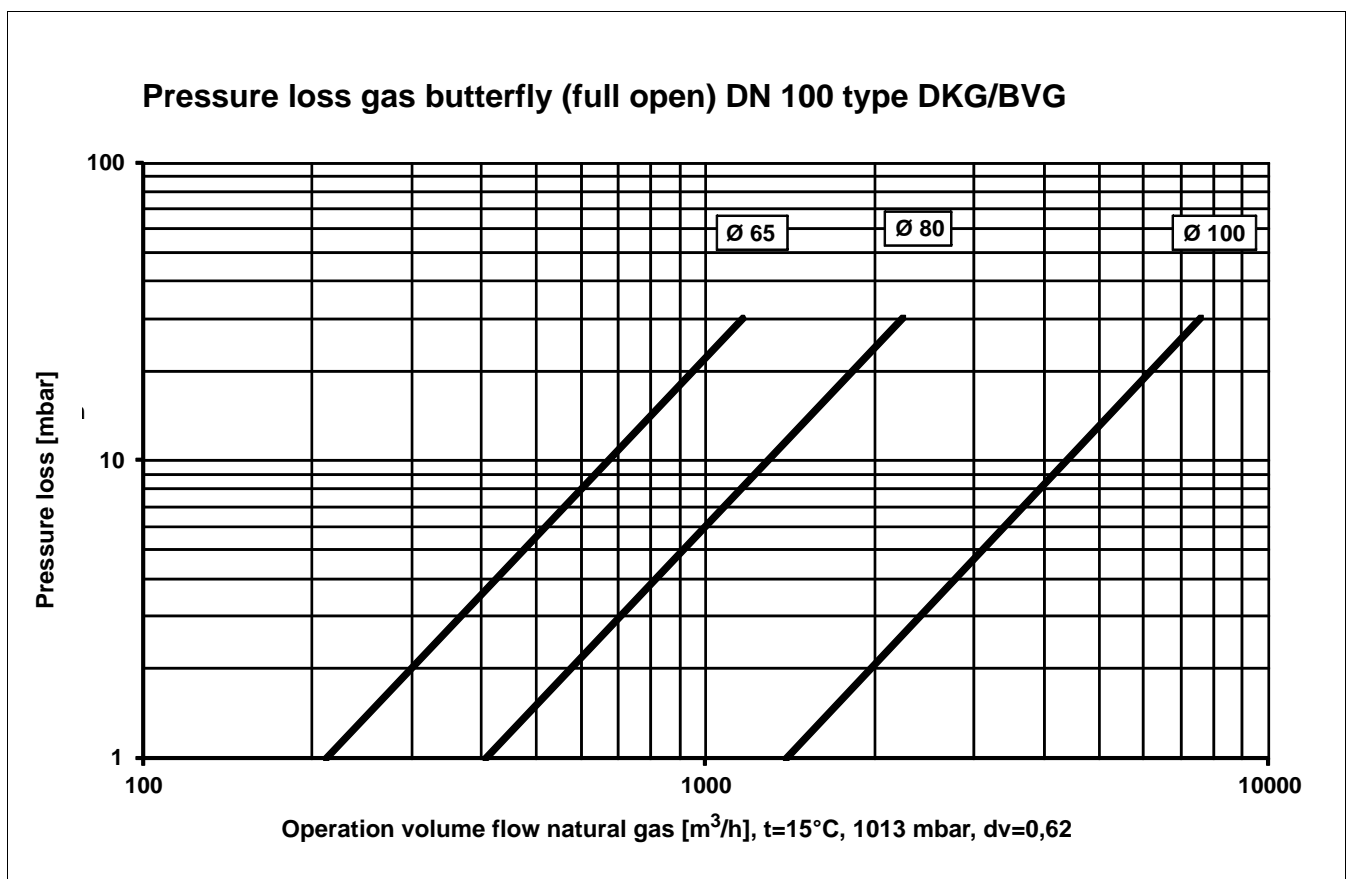 Pressure loss gas butterfly (full open) DN 100 type DKG/BVG
100
Ø 65
Ø 80
Ø 100
Pressure loss [mbar]
10
1
100
1000
10000
Operation volume flow natural gas [m³/h], t=15°C, 1013 mbar, dv=0,62